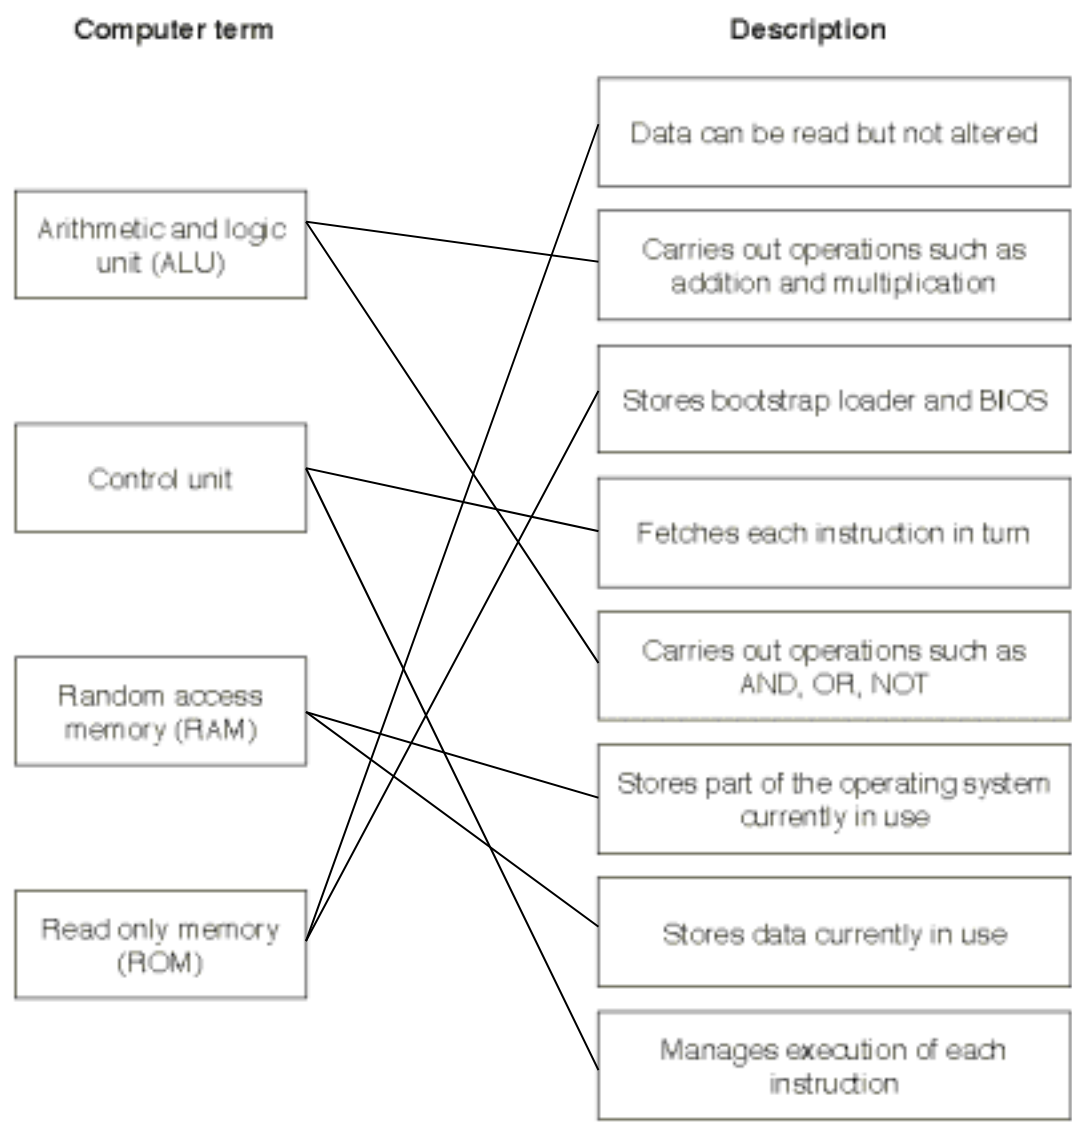 Computer term
Description
Data can be read but not altered
Arithmetic and logic
unit (ALU)
Carries out operations such as
addition and multiplication
Stores bootstrap loader and BIOS
Control unit
Fetches each instruction in turn
Carries out operations such as
AND, OR, NOT
Random access
memory (RAM)
Stores part of the operating system
currently in use
Read only memory
(ROM)
Stores data currently in use
Manages execution of each
instruction